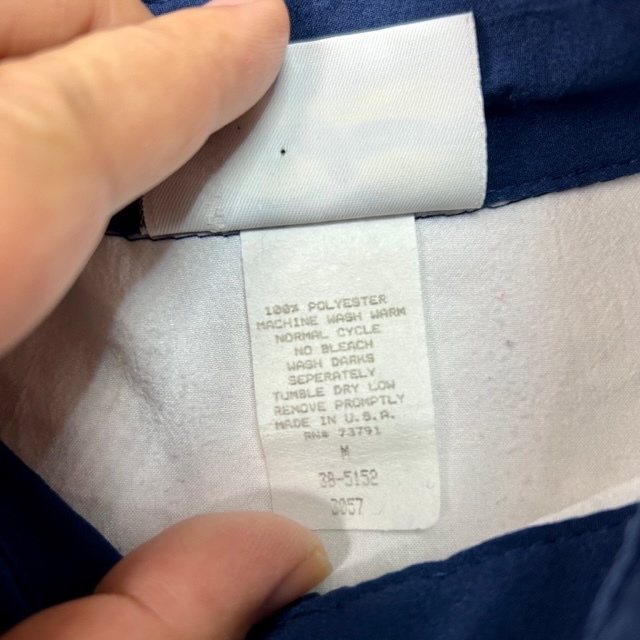 100% POLYESTER
MACHINE WASH WARM
NORMAL CYCLE
NO BLEACH
WASH DARKS
SEPERATELY
TUMBLE DRY LOW
REMOVE PROMPTLY
MADE IN U.S.A.
RN# 73791
M
38-5152
3057